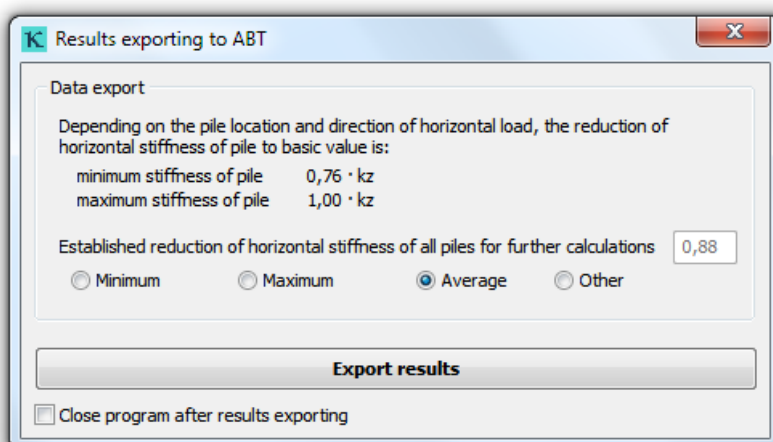 K Results exporting to ABT
Data export
Depending on the pile location and direction of horizontal load, the reduction of
horizontal stiffness of pile to basic value is:
minimum stiffness of pile 0,76 · kz
maximum stiffness of pile 1,00 · kz
Established reduction of horizontal stiffness of all piles for further calculations 0,88
Minimum Maximum Average Other
Export results
Close program after results exporting